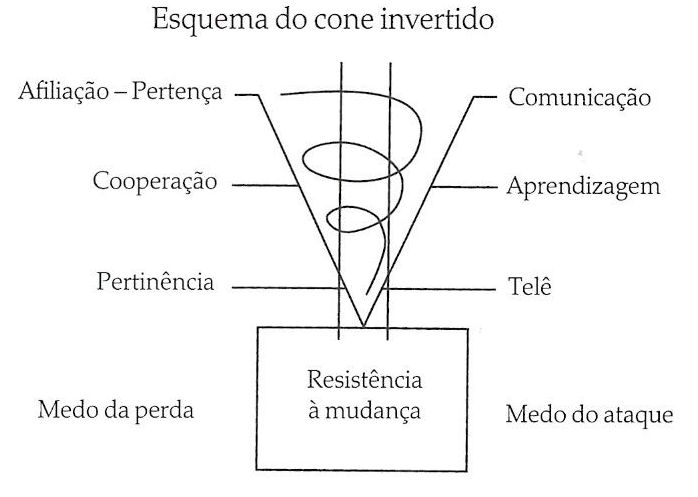 Esquema do cone invertido
Afiliação – Pertença
Comunicação
Cooperação
Aprendizagem
Pertinência
Telê
Resistência
à mudança
Medo da perda
Medo do ataque